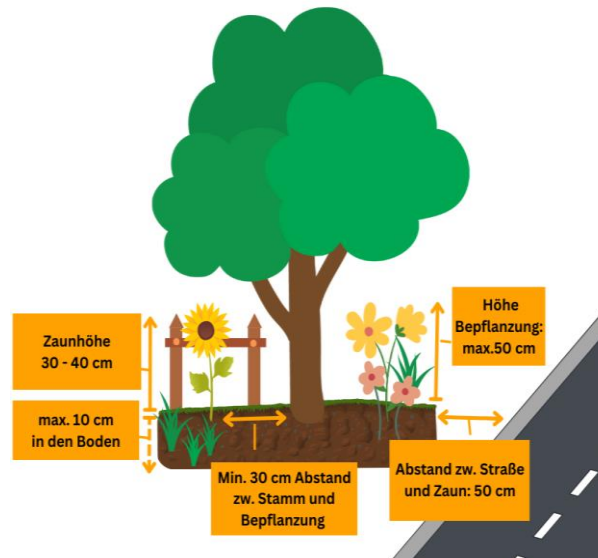 Zaunhöhe
30 - 40 cm
max. 10 cm
in den Boden
Min. 30 cm Abstand
zw. Stamm und
Bepflanzung
Höhe
Bepflanzung:
max.50 cm
Abstand zw. Straße
und Zaun: 50 cm